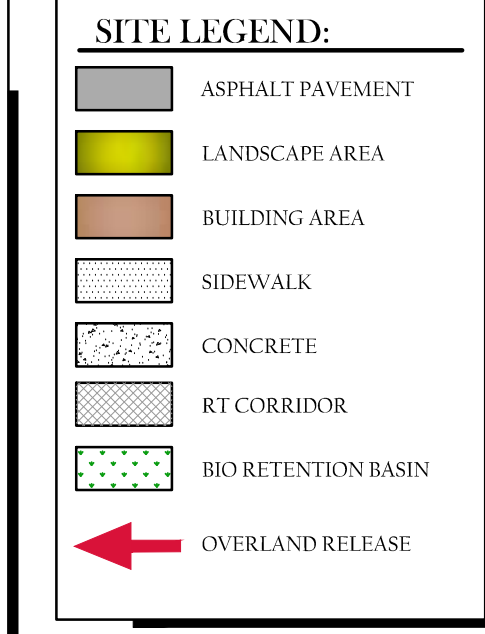 SITE LEGEND:
ASPHALT PAVEMENT
LANDSCAPE AREA
BUILDING AREA
SIDEWALK
CONCRETE
RT CORRIDOR
BIO RETENTION BASIN
OVERLAND RELEASE